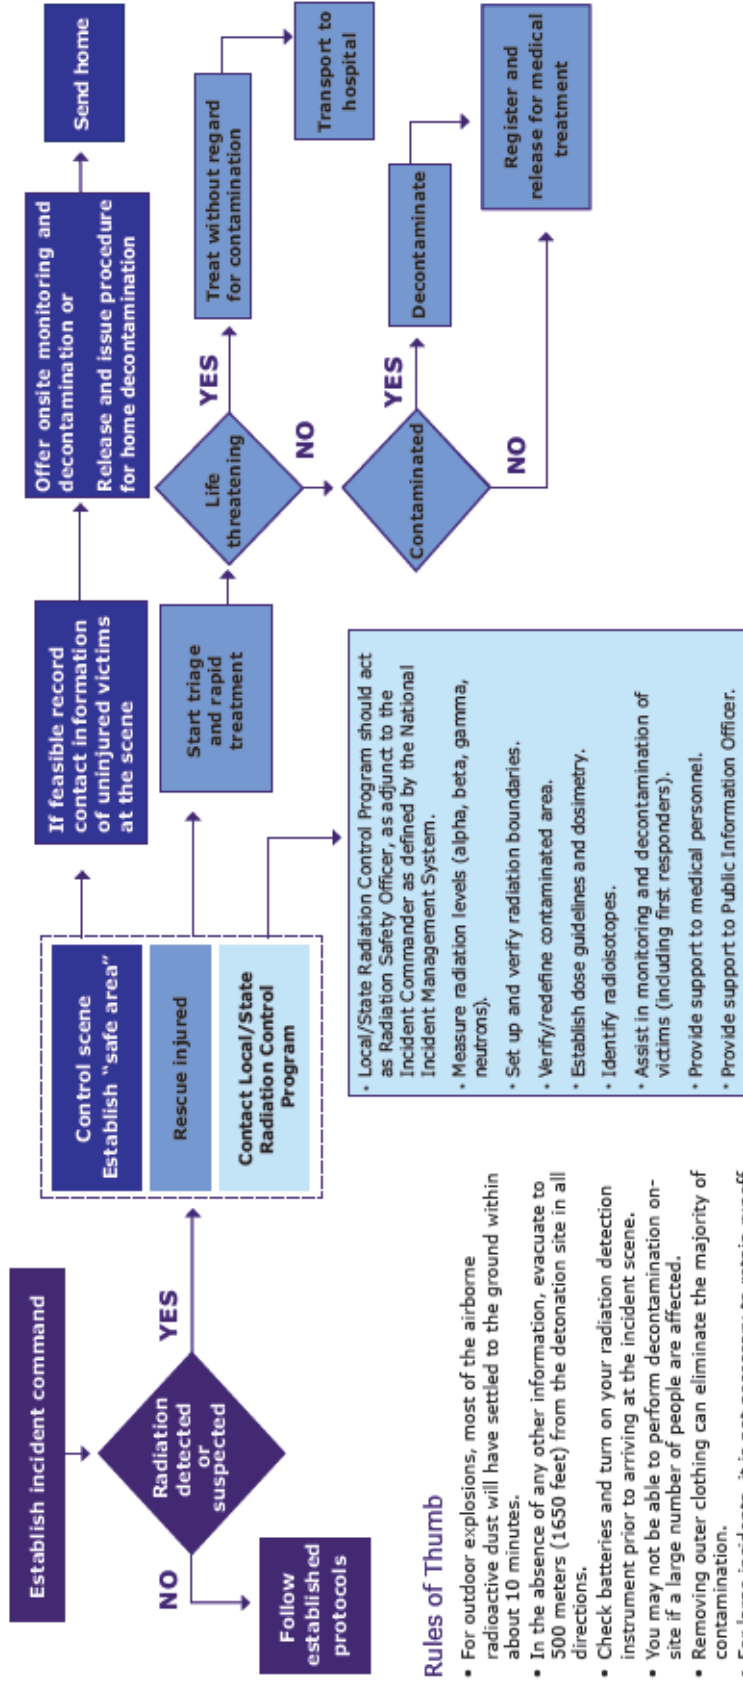 Establish incident command
Radiation
detected
or
suspected
NO
Follow
established
protocols
YES
Control scene
Establish “safe area”
Rescue injured
Contact Local/State
Radiation Control
Program
If feasible record
contact information
of uninjured victims
at the scene
Offer onsite monitoring and
decontamination or
Release and issue procedure
for home decontamination
Send home
Start triage
and rapid
treatment
Life
threatening
YES
Treat without regard
for contamination
Transport to
hospital
NO
Contaminated
YES
Decontaminate
NO
Register and
release for medical
treatment
• Local/State Radiation Control Program should act
as Radiation Safety Officer, as adjunct to the
Incident Commander as defined by the National
Incident Management System.
• Measure radiation levels (alpha, beta, gamma,
neutrons).
• Set up and verify radiation boundaries.
• Verify/redefine contaminated area.
• Establish dose guidelines and dosimetry.
• Identify radioisotopes.
• Assist in monitoring and decontamination of
victims (including first responders).
• Provide support to medical personnel.
• Provide support to Public Information Officer.
Rules of Thumb
• For outdoor explosions, most of the airborne
radioactive dust will have settled to the ground within
about 10 minutes.
• In the absence of any other information, evacuate to
500 meters (1650 feet) from the detonation site in all
directions.
• Check batteries and turn on your radiation detection
instrument prior to arriving at the incident scene.
• You may not be able to perform decontamination on-
site if a large number of people are affected.
• Removing outer clothing can eliminate the majority of
contamination.